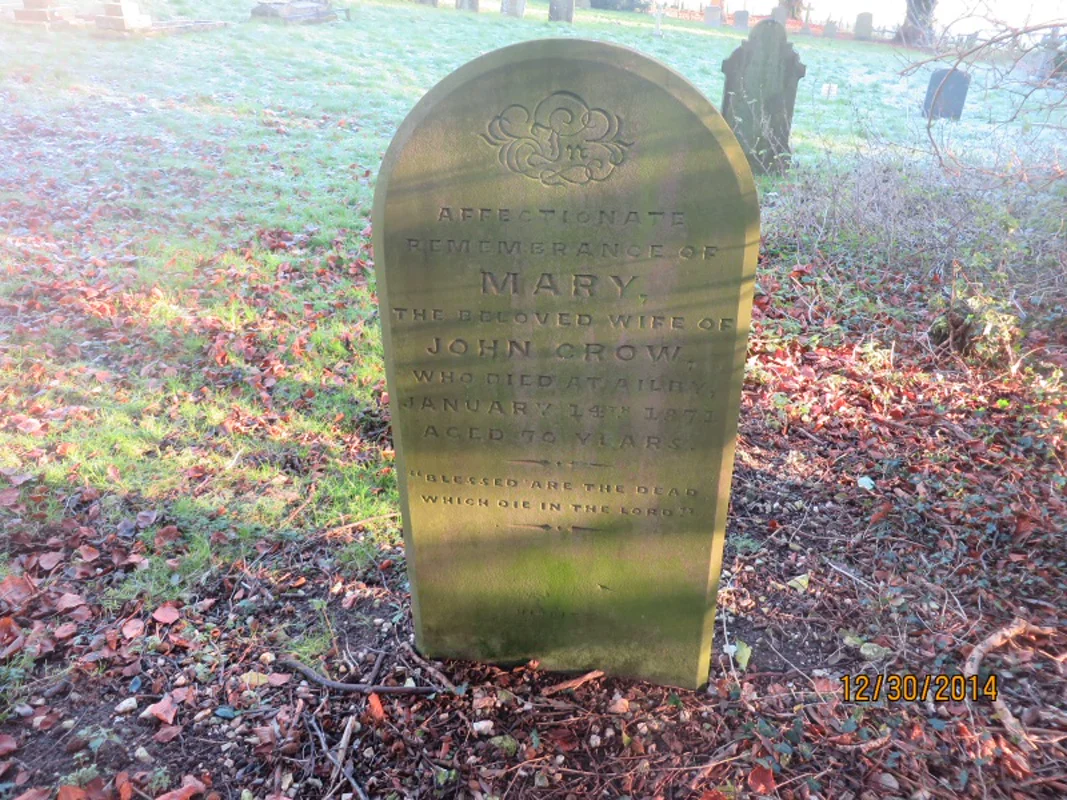 In
AFFECTIONATE
REMEMBRANCE OF
MARY,
THE BELOVED WIFE OF
JOHN CROW,
WHO DIED AT AILBY,
JANUARY 14TH 1871
AGED 70 YEARS.
"BLESSED ARE THE DEAD
WHICH DIE IN THE LORD."
12/30/2014